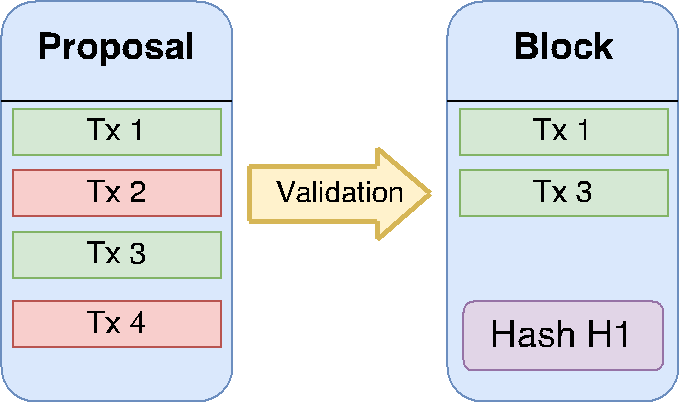 Proposal
Tx 1
Tx 2
Tx 3
Tx 4
Validation
Block
Tx 1
Tx 3
Hash H1